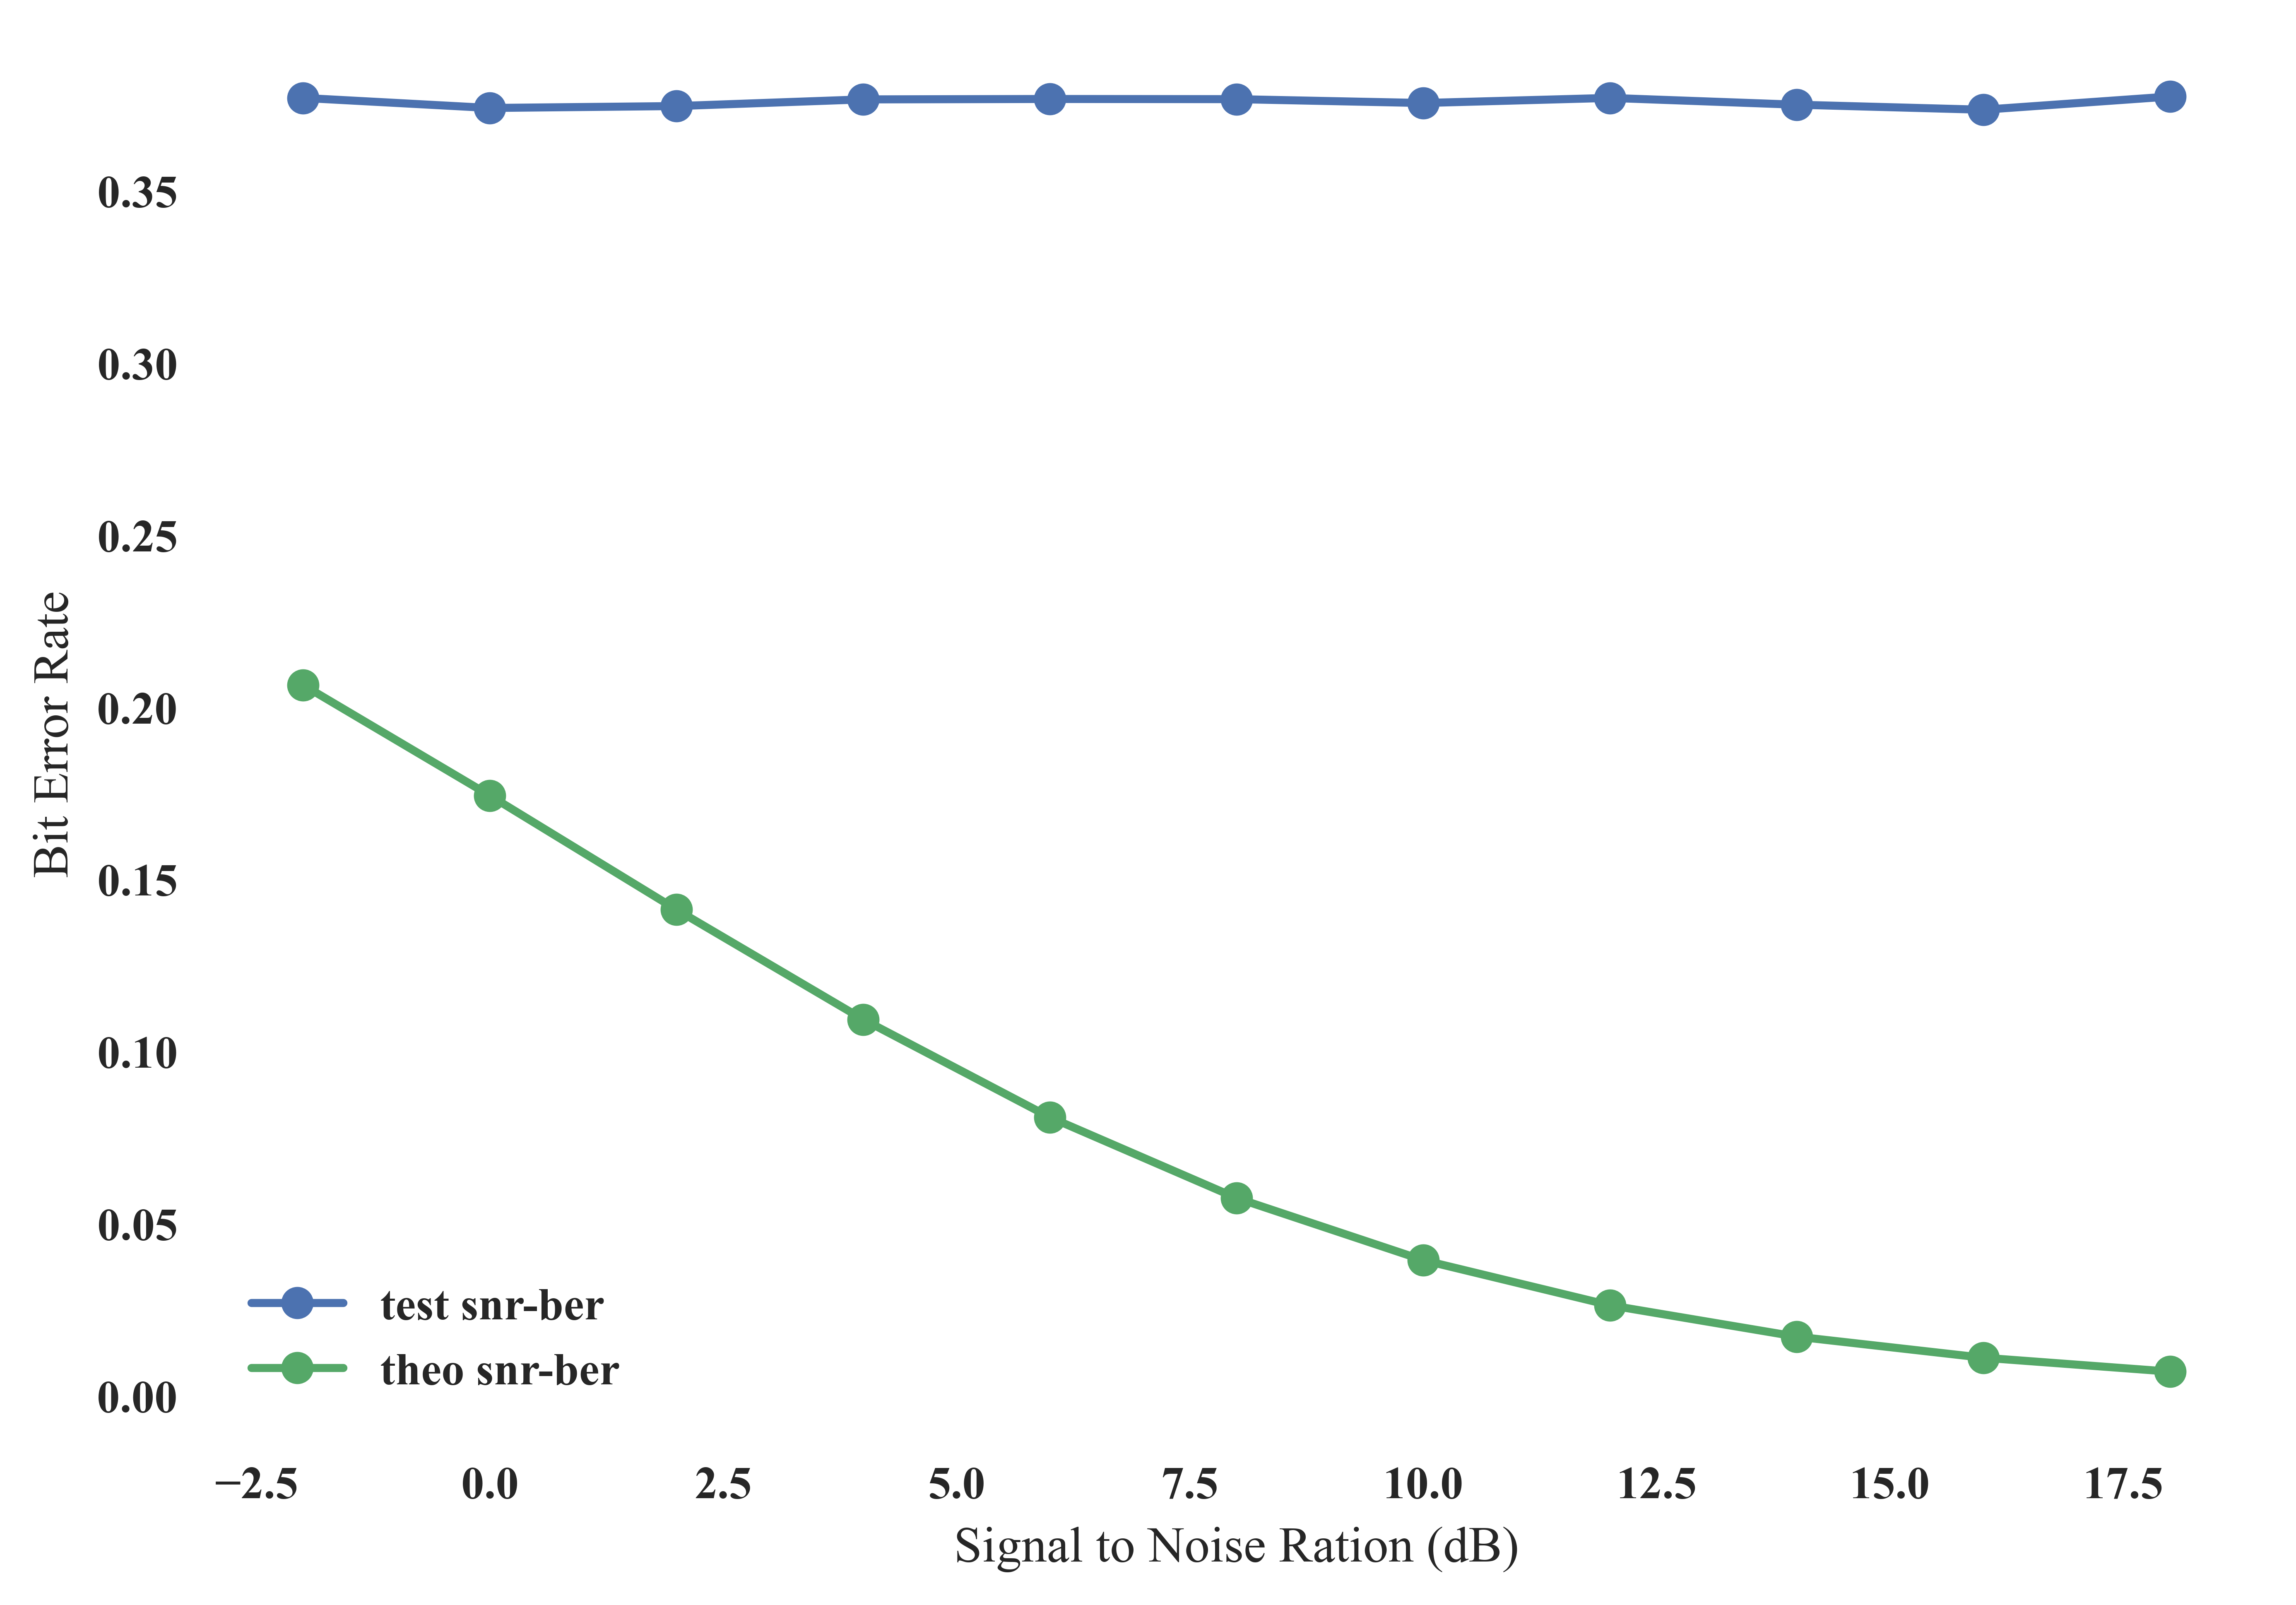 0.35
0.30
0.25
0.20
0.15
0.10
0.05
0.00
Bit Error Rate
test snr-ber
theo snr-ber
−2.5 0.0 2.5 5.0 7.5 10.0 12.5 15.0 17.5
Signal to Noise Ration (dB)